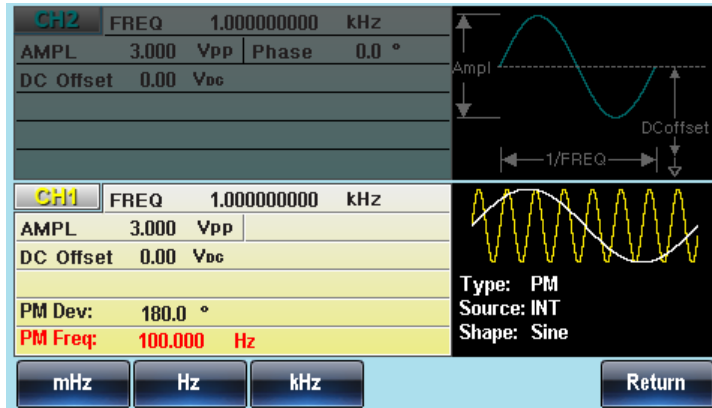 CH2 FREQ 1.000000000 kHz
AMPL 3.000 Vpp Phase 0.0 °
DC Offset 0.00 VDC
Ampl
DCoffset
1/FREQ
CH1 FREQ 1.000000000 kHz
AMPL 3.000 Vpp
DC Offset 0.00 VDC
PM Dev: 180.0 °
PM Freq: 100.000 Hz
Type: PM
Source: INT
Shape: Sine
mHz Hz kHz Return